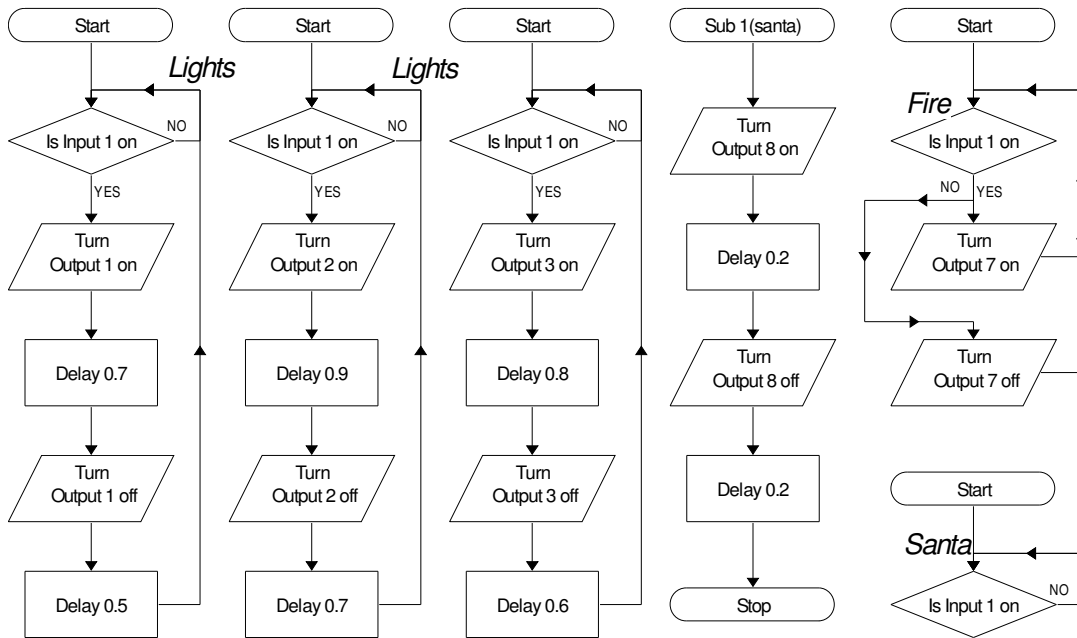 Start
Lights
Is Input 1 on
NO
YES
Turn
Output 1 on
Delay 0.7
Turn
Output 1 off
Delay 0.5
Start
Lights
Is Input 1 on
NO
YES
Turn
Output 2 on
Delay 0.9
Turn
Output 2 off
Delay 0.7
Start
Is Input 1 on
NO
YES
Turn
Output 3 on
Delay 0.8
Turn
Output 3 off
Delay 0.6
Sub 1(santa)
Turn
Output 8 on
Delay 0.2
Turn
Output 8 off
Delay 0.2
Stop
Start
Fire
Is Input 1 on
NO
YES
Turn
Output 7 on
Turn
Output 7 off
Start
Santa
Is Input 1 on
NO